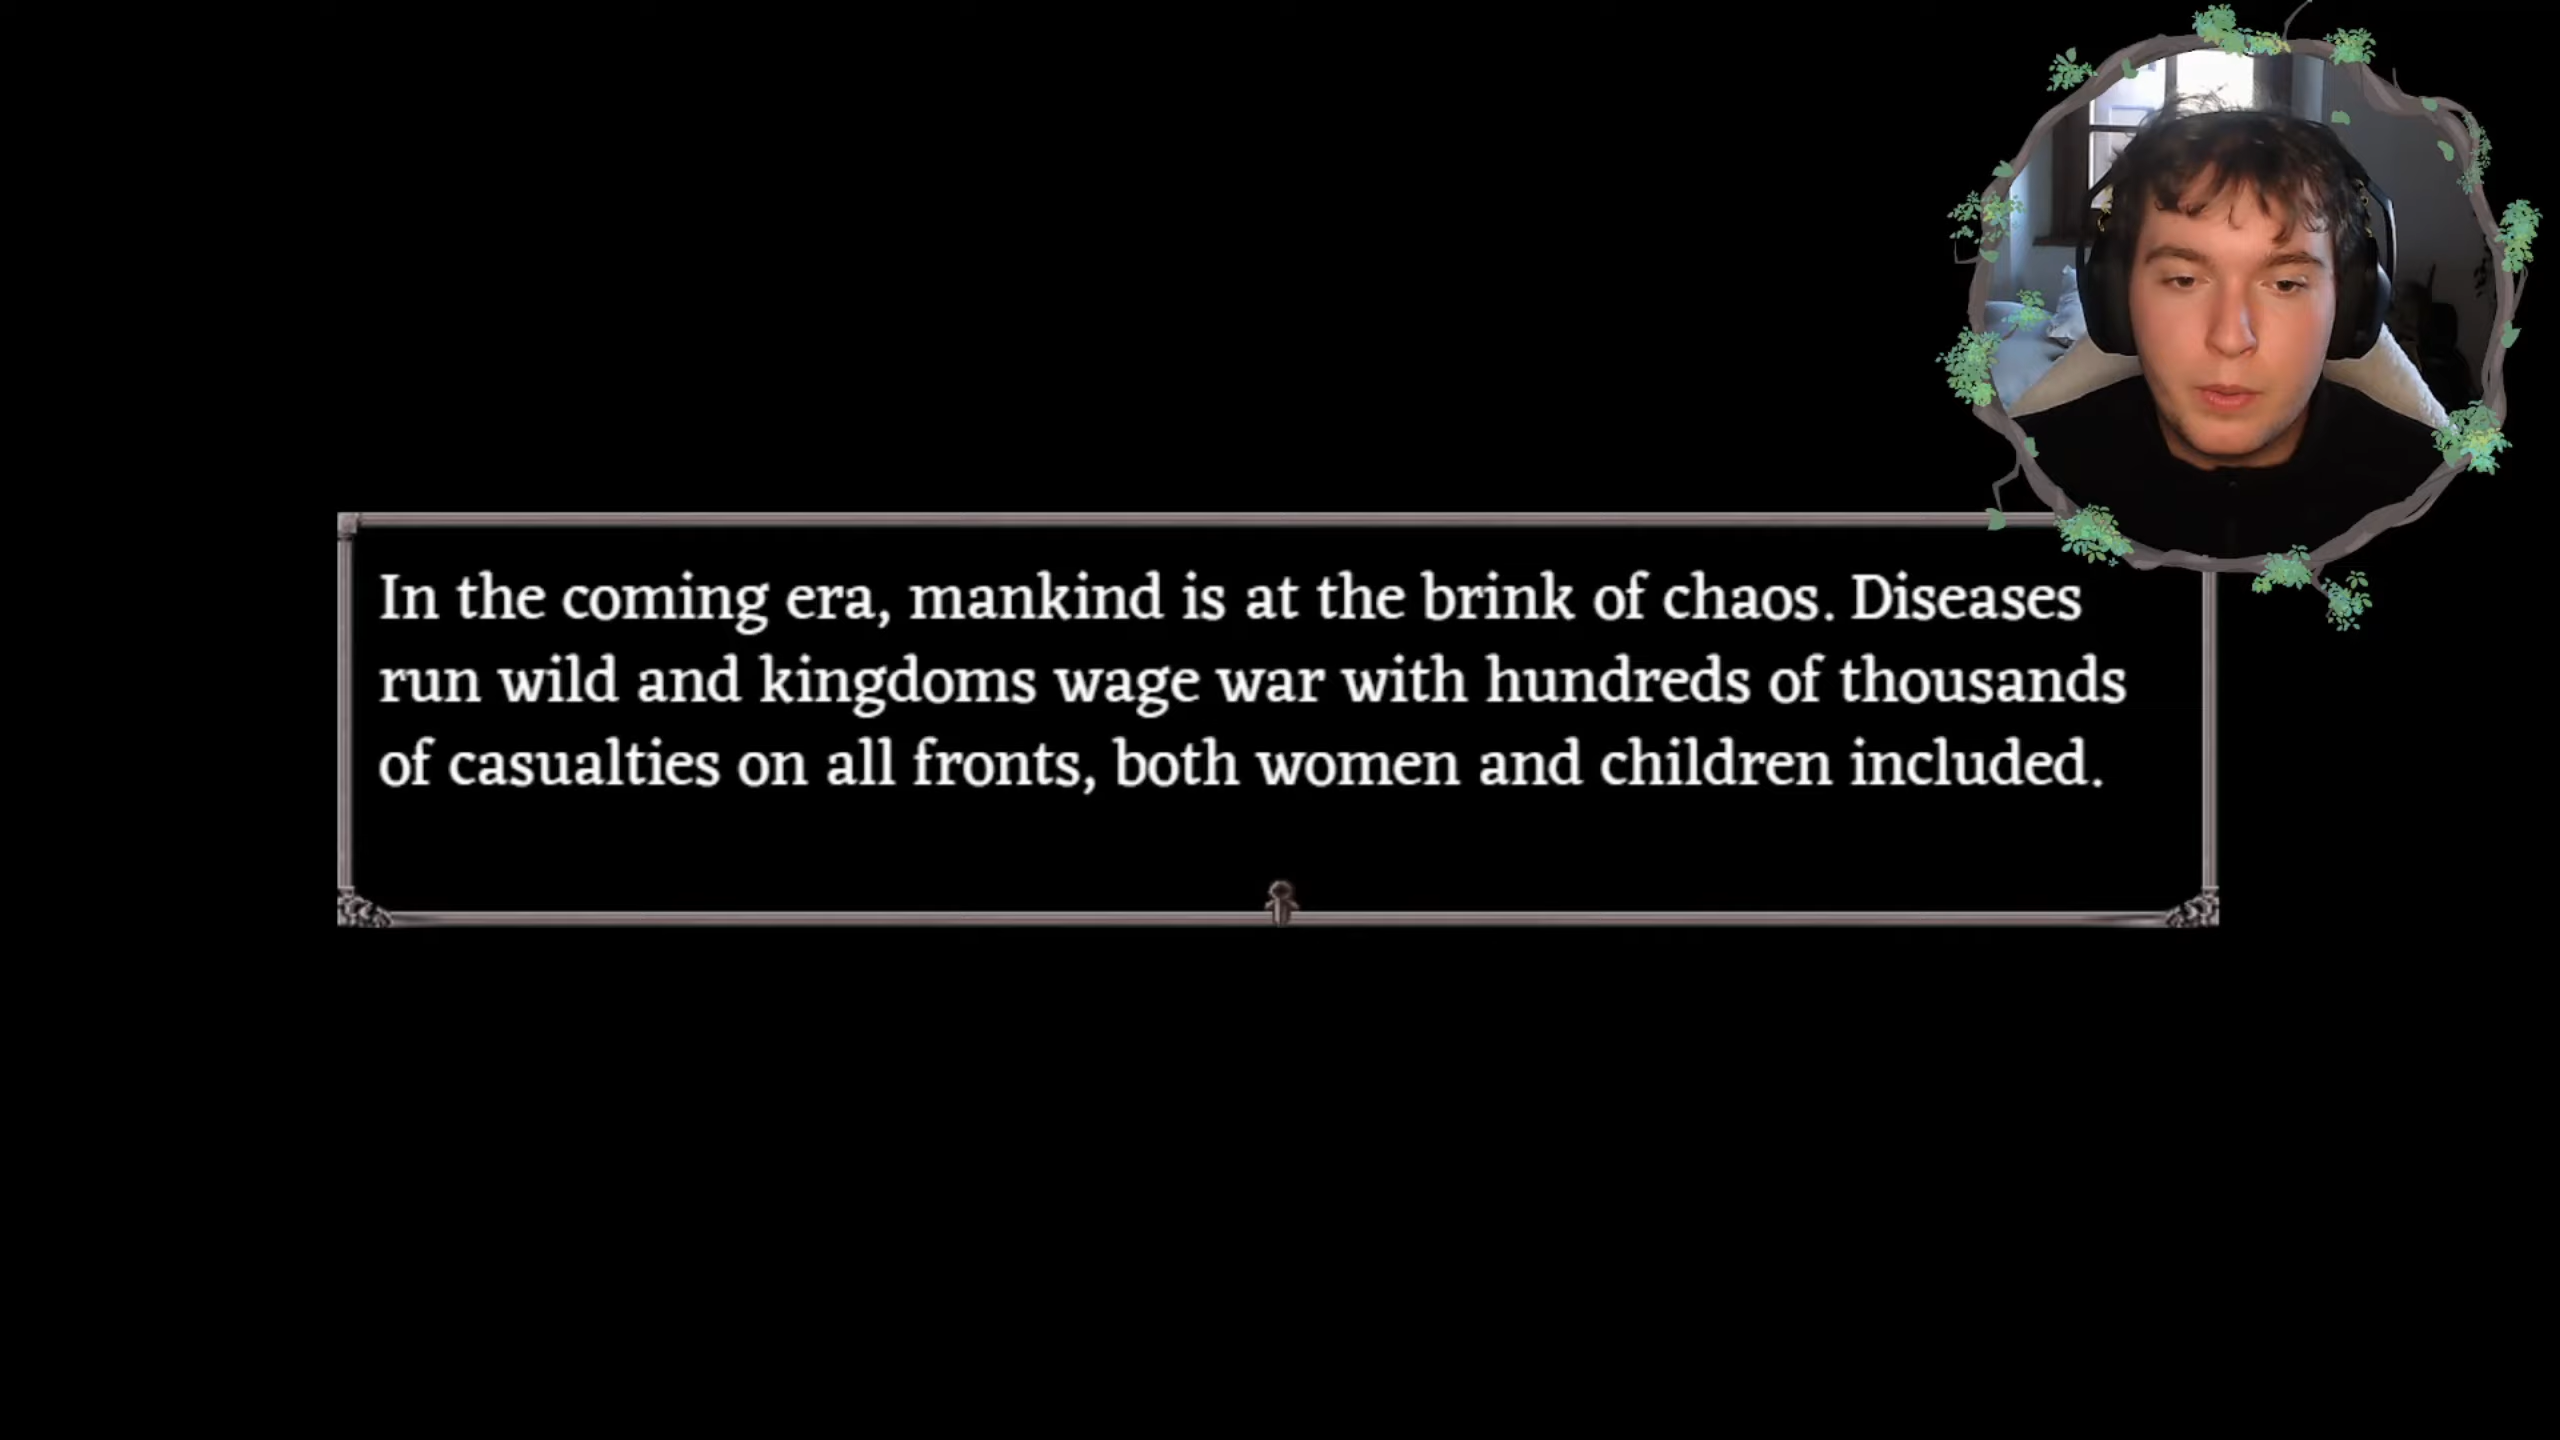 In the coming era, mankind is at the brink of chaos. Diseases
run wild and kingdoms wage war with hundreds of thousands
of casualties on all fronts, both women and children included.